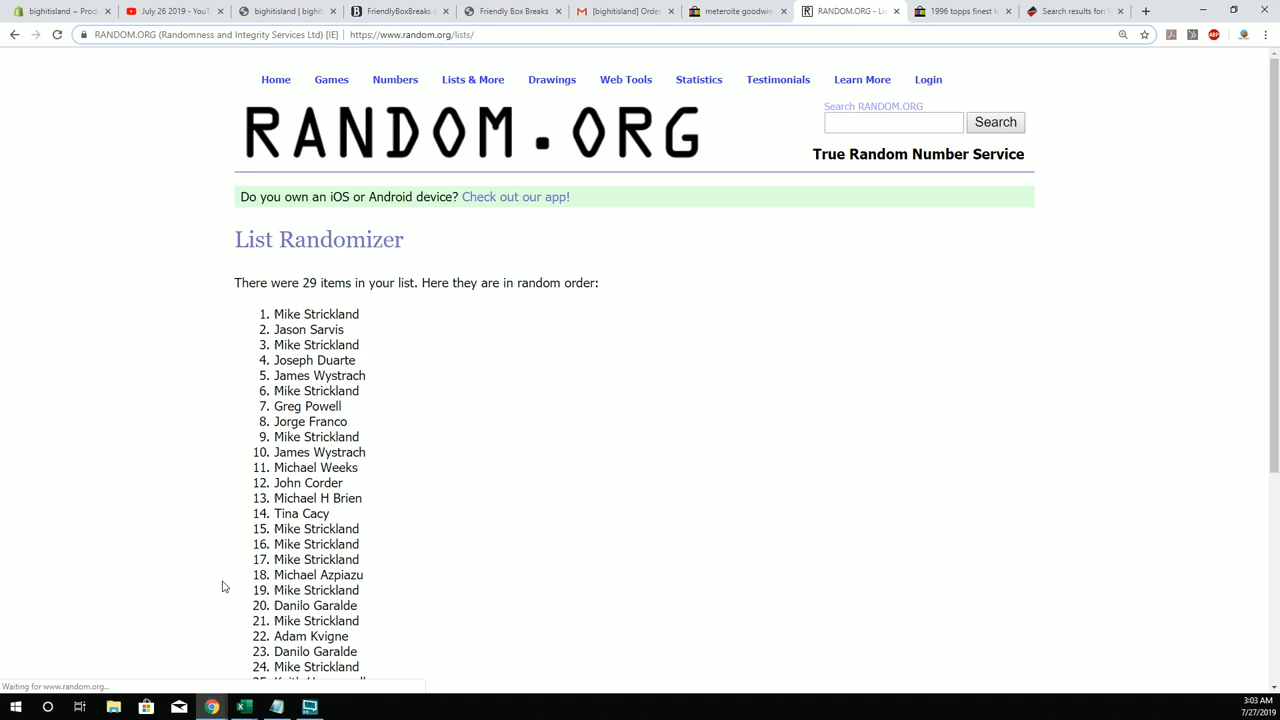 bighitisland ~ Prod
July 26 2019 - YouT
bighitisland | bighit
FriendlyBoxBreaks
Friendly Box Breaks
[bighitisland] Orde
meteroite goodwin
RANDOM.ORG - Lis
1996 topps finest k
Search results for: '
RANDOM.ORG (Randomness and Integrity Services Ltd) [IE] | https://www.random.org/lists/
Home Games Numbers Lists & More Drawings Web Tools Statistics Testimonials Learn More Login
RANDOM.ORG
Search RANDOM.ORG
Search
True Random Number Service
Do you own an iOS or Android device? Check out our app!
List Randomizer
There were 29 items in your list. Here they are in random order:
1. Mike Strickland
2. Jason Sarvis
3. Mike Strickland
4. Joseph Duarte
5. James Wystrach
6. Mike Strickland
7. Greg Powell
8. Jorge Franco
9. Mike Strickland
10. James Wystrach
11. Michael Weeks
12. John Corder
13. Michael H Brien
14. Tina Cacy
15. Mike Strickland
16. Mike Strickland
17. Mike Strickland
18. Michael Azpiazu
19. Mike Strickland
20. Danilo Garalde
21. Mike Strickland
22. Adam Kvigne
23. Danilo Garalde
24. Mike Strickland
Waiting for www.random.org...
3:03 AM
7/27/2019